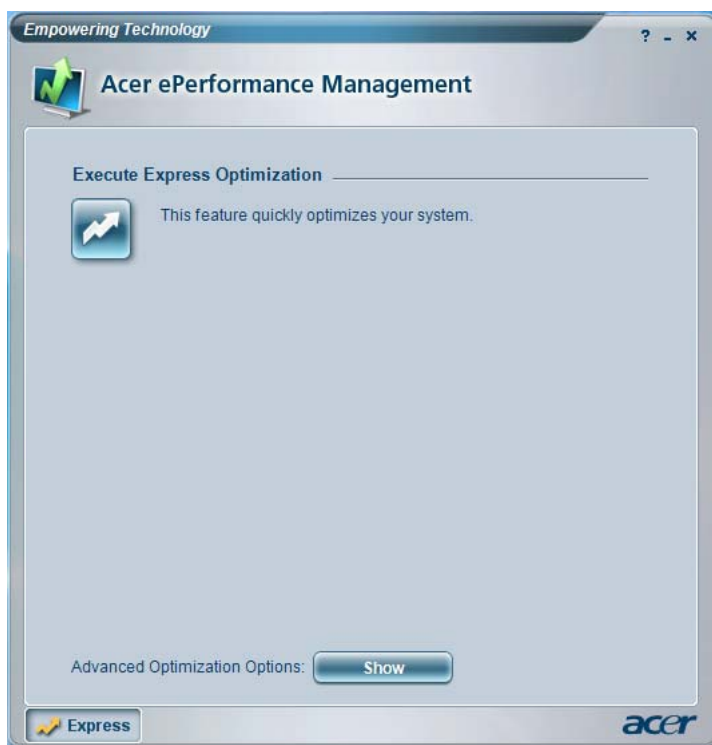 Empowering Technology
? - ×
Acer ePerformance Management
Execute Express Optimization
This feature quickly optimizes your system.
Advanced Optimization Options: Show
Express
acer